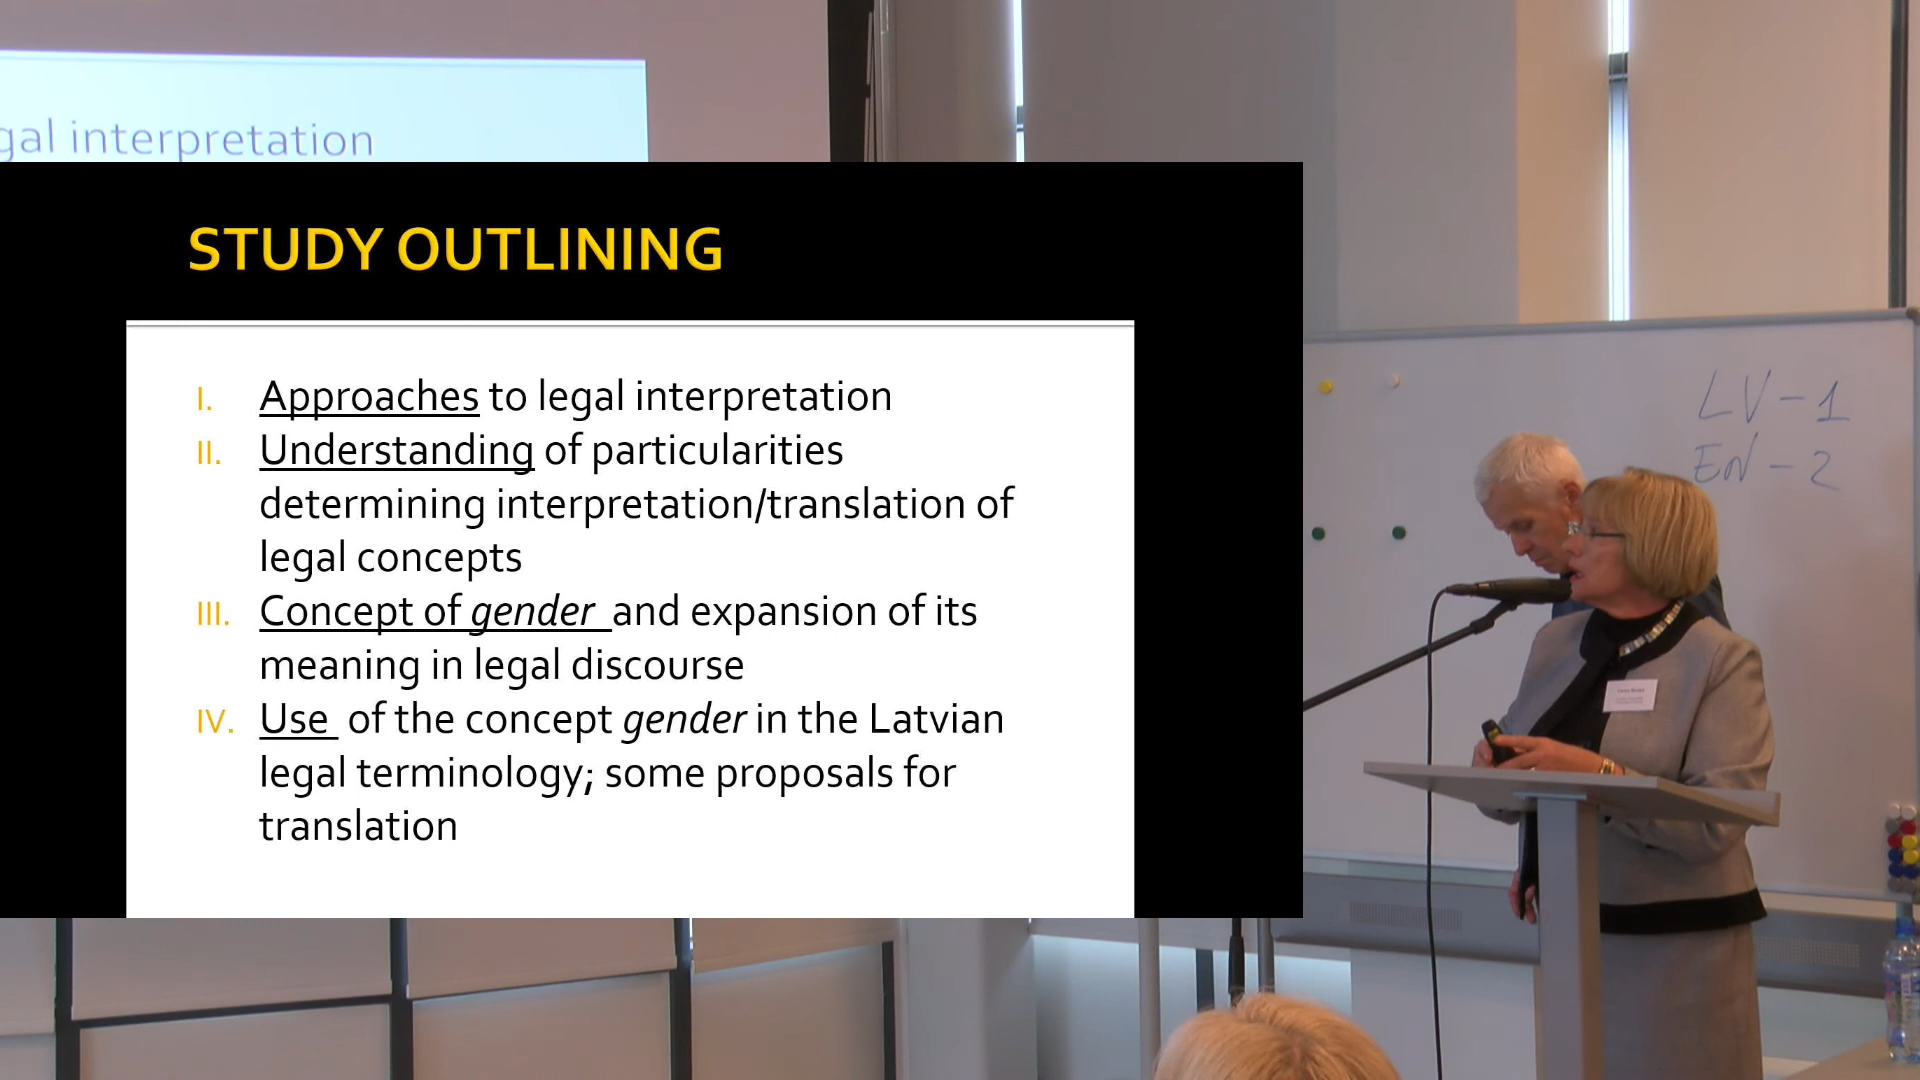 gal interpretation
STUDY OUTLINING
I. Approaches to legal interpretation
II. Understanding of particularities
determining interpretation/translation of
legal concepts
III. Concept of gender and expansion of its
meaning in legal discourse
IV. Use of the concept gender in the Latvian
legal terminology; some proposals for
translation
LV - 1
EN - 2